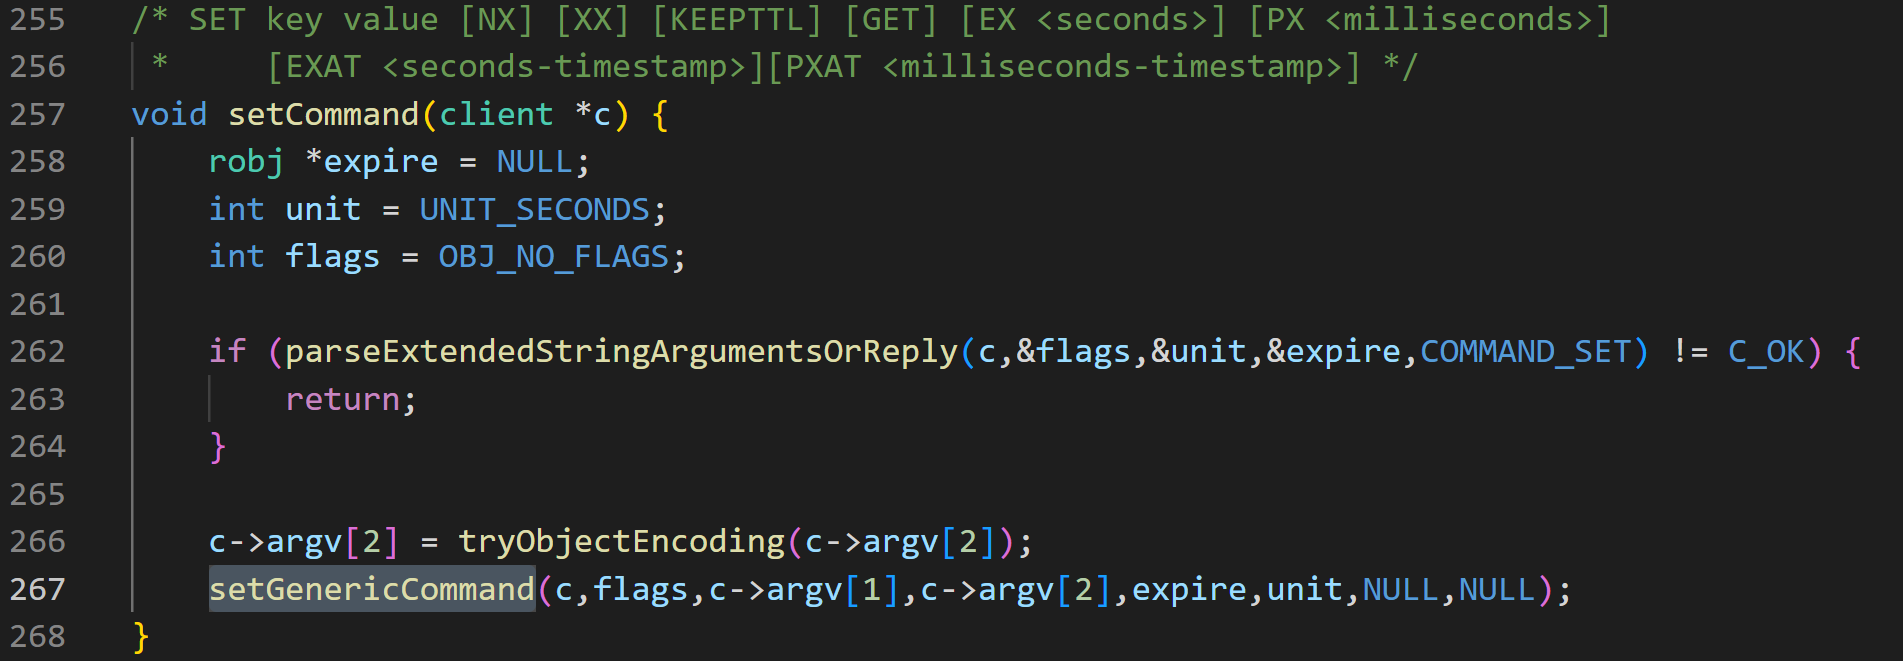 255 /* SET key value [NX] [XX] [KEEPTTL] [GET] [EX <seconds>] [PX <milliseconds>]
256  *     [EXAT <seconds-timestamp>][PXAT <milliseconds-timestamp>] */
257 void setCommand(client *c) {
258     robj *expire = NULL;
259     int unit = UNIT_SECONDS;
260     int flags = OBJ_NO_FLAGS;
261
262     if (parseExtendedStringArgumentsOrReply(c,&flags,&unit,&expire,COMMAND_SET) != C_OK) {
263         return;
264     }
265
266     c->argv[2] = tryObjectEncoding(c->argv[2]);
267     setGenericCommand(c,flags,c->argv[1],c->argv[2],expire,unit,NULL,NULL);
268 }